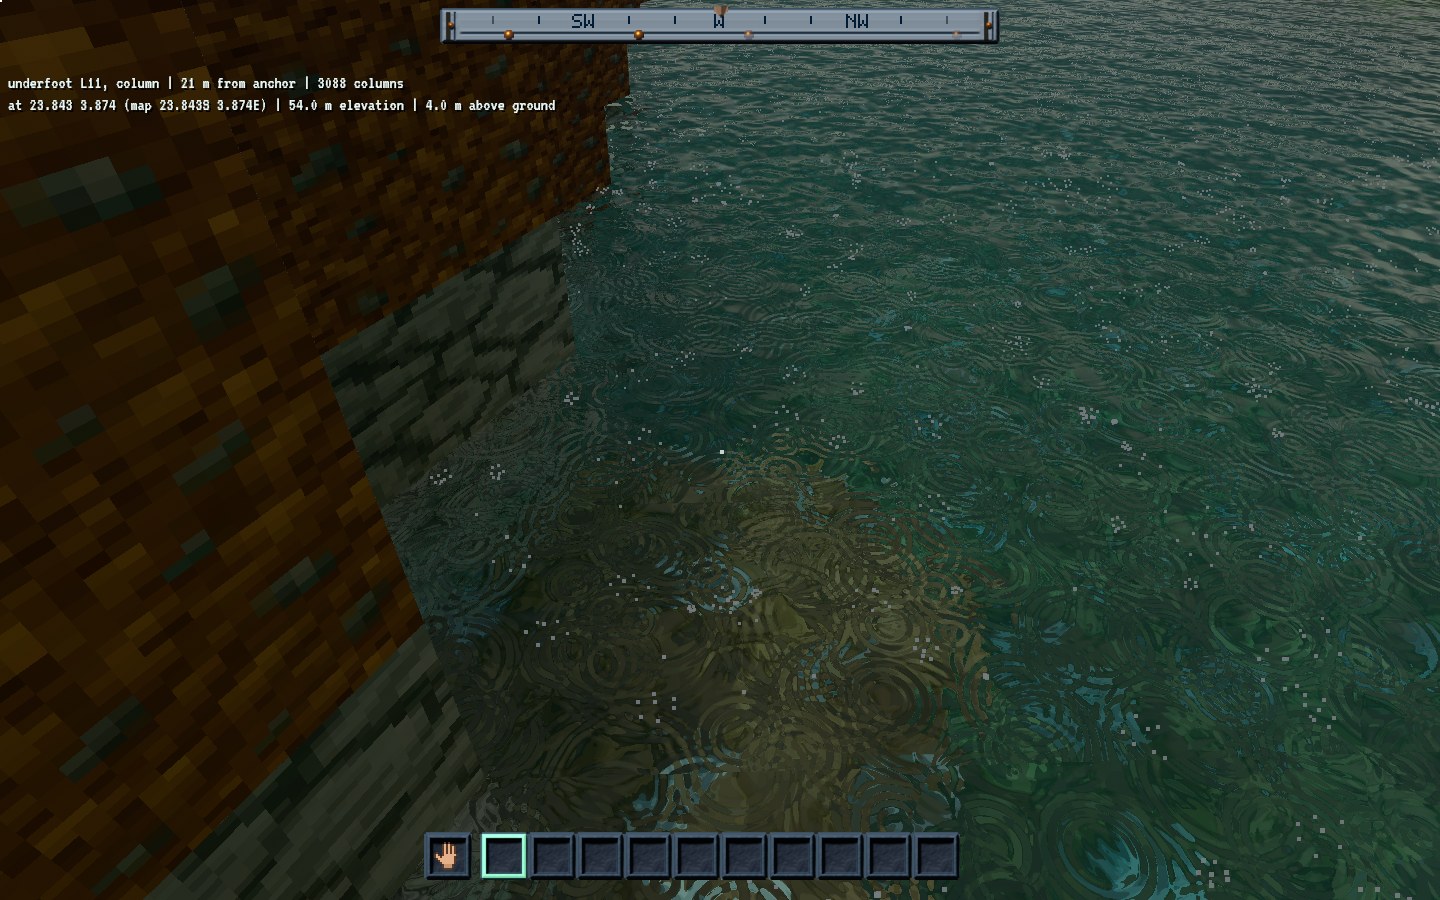 SW W NW
underfoot L11, column | 21 m from anchor | 3088 columns
at 23.843 3.874 (map 23.843S 3.874E) | 54.0 m elevation | 4.0 m above ground